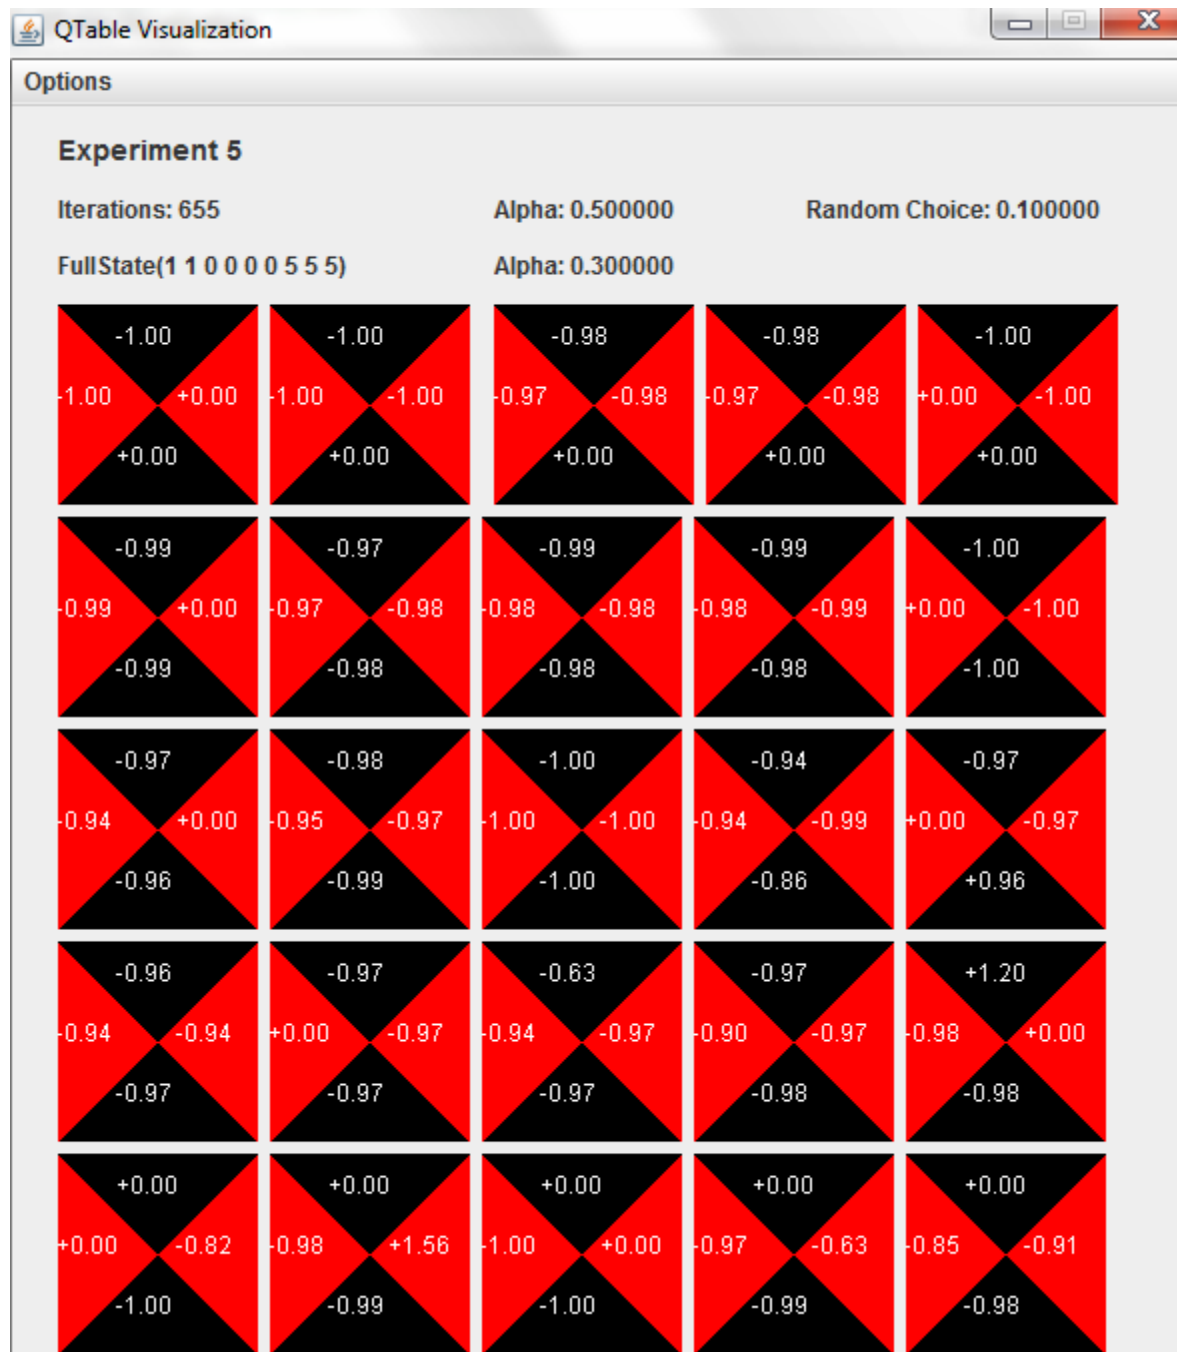 QTable Visualization
Options
Experiment 5
Iterations: 655 Alpha: 0.500000 Random Choice: 0.100000
FullState(1 1 0 0 0 0 5 5 5) Alpha: 0.300000
-1.00 -1.00 -0.98 -0.98 -1.00
-1.00 +0.00 -1.00 -1.00 -0.97 -0.98 -0.97 -0.98 +0.00 -1.00
+0.00 +0.00 +0.00 +0.00 +0.00
-0.99 -0.97 -0.99 -0.99 -1.00
-0.99 +0.00 -0.97 -0.98 -0.98 -0.98 -0.98 -0.99 +0.00 -1.00
-0.99 -0.98 -0.98 -0.98 -1.00
-0.97 -0.98 -1.00 -0.94 -0.97
-0.94 +0.00 -0.95 -0.97 -1.00 -1.00 -0.94 -0.99 +0.00 -0.97
-0.96 -0.99 -1.00 -0.86 +0.96
-0.96 -0.97 -0.63 -0.97 +1.20
-0.94 -0.94 +0.00 -0.97 -0.94 -0.97 -0.90 -0.97 -0.98 +0.00
-0.97 -0.97 -0.97 -0.98 -0.98
+0.00 +0.00 +0.00 +0.00 +0.00
+0.00 -0.82 -0.98 +1.56 -1.00 +0.00 -0.97 -0.63 -0.85 -0.91
-1.00 -0.99 -1.00 -0.99 -0.98